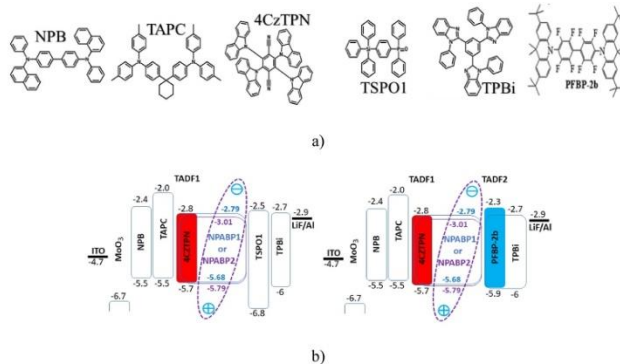 NPB
TAPC
4CzTPN
TSPO1
TPBi
PFBP-2b
a)
TADF1
ITO
-4.7
MoO3
-6.7
-2.4
NPB
-5.5
-2.0
TAPC
-5.5
-2.8
4CZTPN
-5.7
-2.79
-3.01
NPABP1
or
NPABP2
-5.68
-5.79
-2.5
TSPO1
-6.8
-2.7
TPBi
-6
-2.9
LiF/Al
TADF1
TADF2
ITO
-4.7
MoO3
-6.7
-2.4
NPB
-5.5
-2.0
TAPC
-5.5
-2.8
4CZTPN
-5.7
-2.79
-3.01
NPABP1
or
NPABP2
-5.68
-5.79
-2.3
PFBP-2b
-5.9
-2.7
TPBi
-6
-2.9
LiF/Al
b)